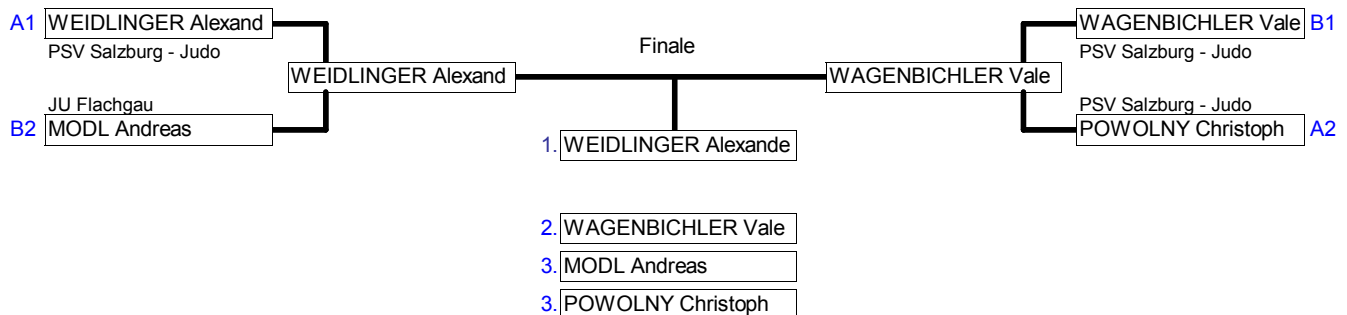 A1 WEIDLINGER Alexand
PSV Salzburg - Judo
WAGENBICHLER Vale B1
PSV Salzburg - Judo
Finale
WEIDLINGER Alexand
WAGENBICHLER Vale
JU Flachgau
B2 MODL Andreas
PSV Salzburg - Judo
POWOLNY Christoph A2
1. WEIDLINGER Alexande
2. WAGENBICHLER Vale
3. MODL Andreas
3. POWOLNY Christoph